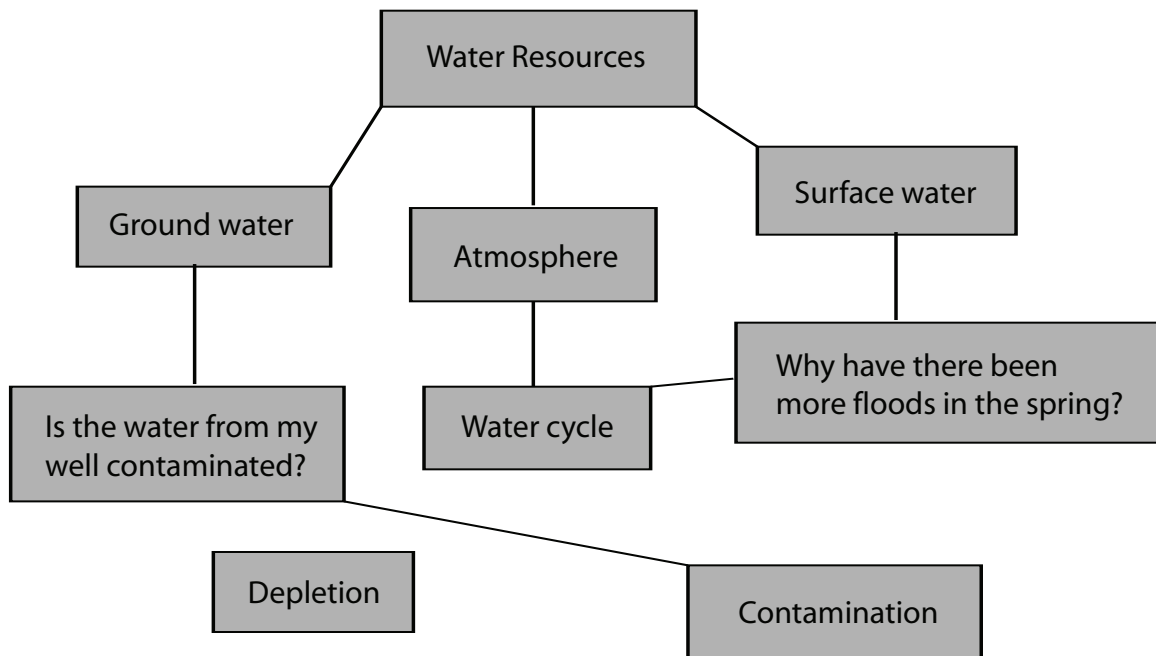 Water Resources
Ground water
Atmosphere
Surface water
Is the water from my
well contaminated?
Water cycle
Why have there been
more floods in the spring?
Depletion
Contamination